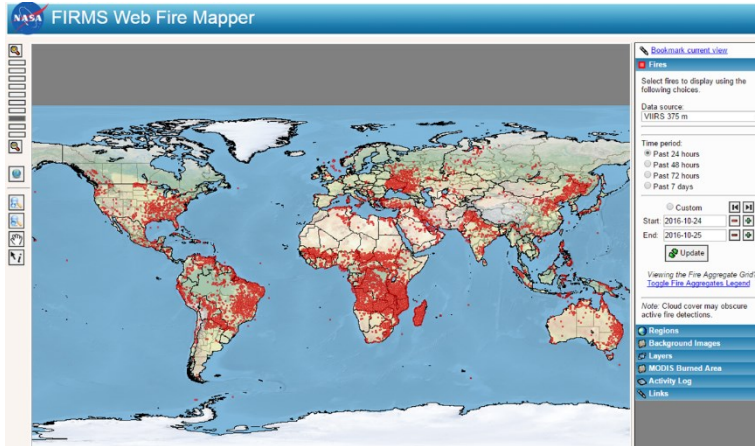 NASA
FIRMS Web Fire Mapper
Bookmark current view
Fires
Select fires to display using the
following choices.
Data source:
VIIRS 375 m
Time period:
Past 24 hours
Past 48 hours
Past 72 hours
Past 7 days
Custom
Start: 2016-10-24
End: 2016-10-25
Update
Viewing the Fire Aggregate Grid?
Toggle Fire Aggregates Legend
Note: Cloud cover may obscure
active fire detections.
Regions
Background Images
Layers
MODIS Burned Area
Activity Log
Links